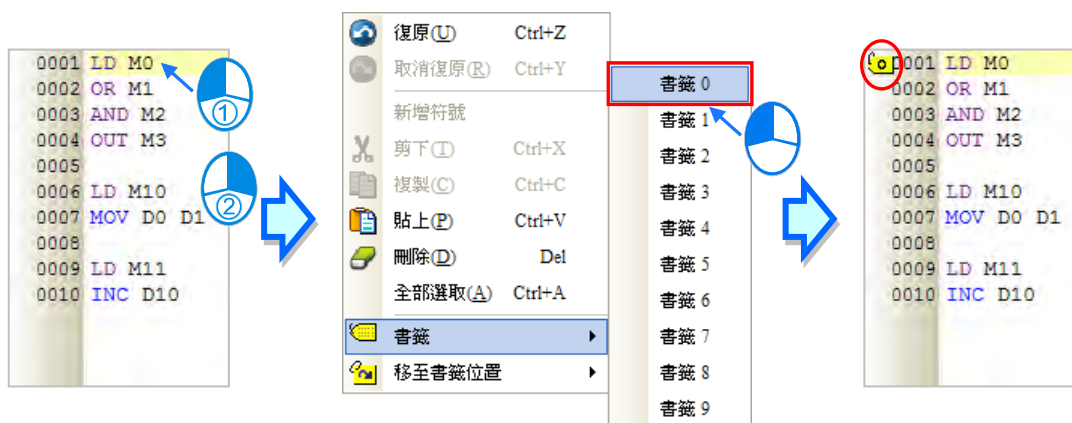 0001 LD M0
0002 OR M1
0003 AND M2
0004 OUT M3
0005
0006 LD M10
0007 MOV D0 D1
0008
0009 LD M11
0010 INC D10
①
②
復原(U) Ctrl+Z
取消復原(R) Ctrl+Y
新增符號
剪下(T) Ctrl+X
複製(C) Ctrl+C
貼上(P) Ctrl+V
刪除(D) Del
全部選取(A) Ctrl+A
書籤
移至書籤位置
書籤 0
書籤 1
書籤 2
書籤 3
書籤 4
書籤 5
書籤 6
書籤 7
書籤 8
書籤 9
0001 LD M0
0002 OR M1
0003 AND M2
0004 OUT M3
0005
0006 LD M10
0007 MOV D0 D1
0008
0009 LD M11
0010 INC D10